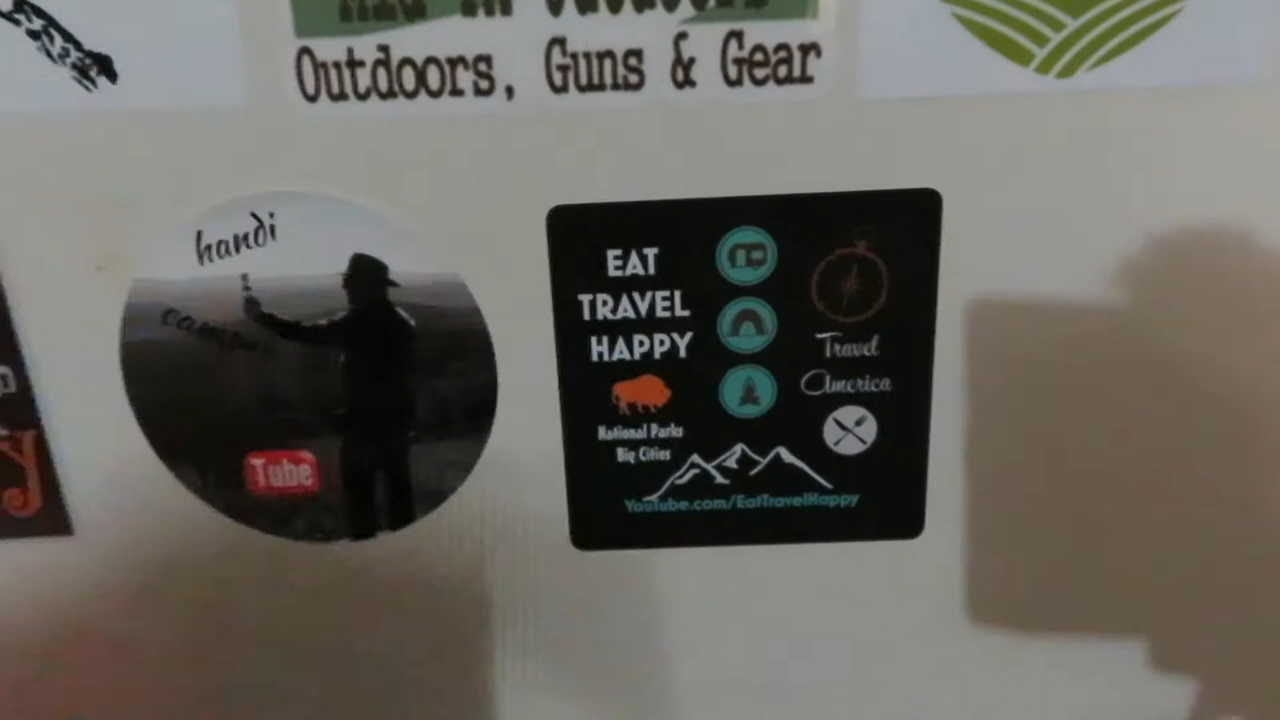 Outdoors, Guns & Gear
handi
Tube
EAT
TRAVEL
HAPPY
National Parks
Big Cities
Travel
America
YouTube.com/EatTravelHappy